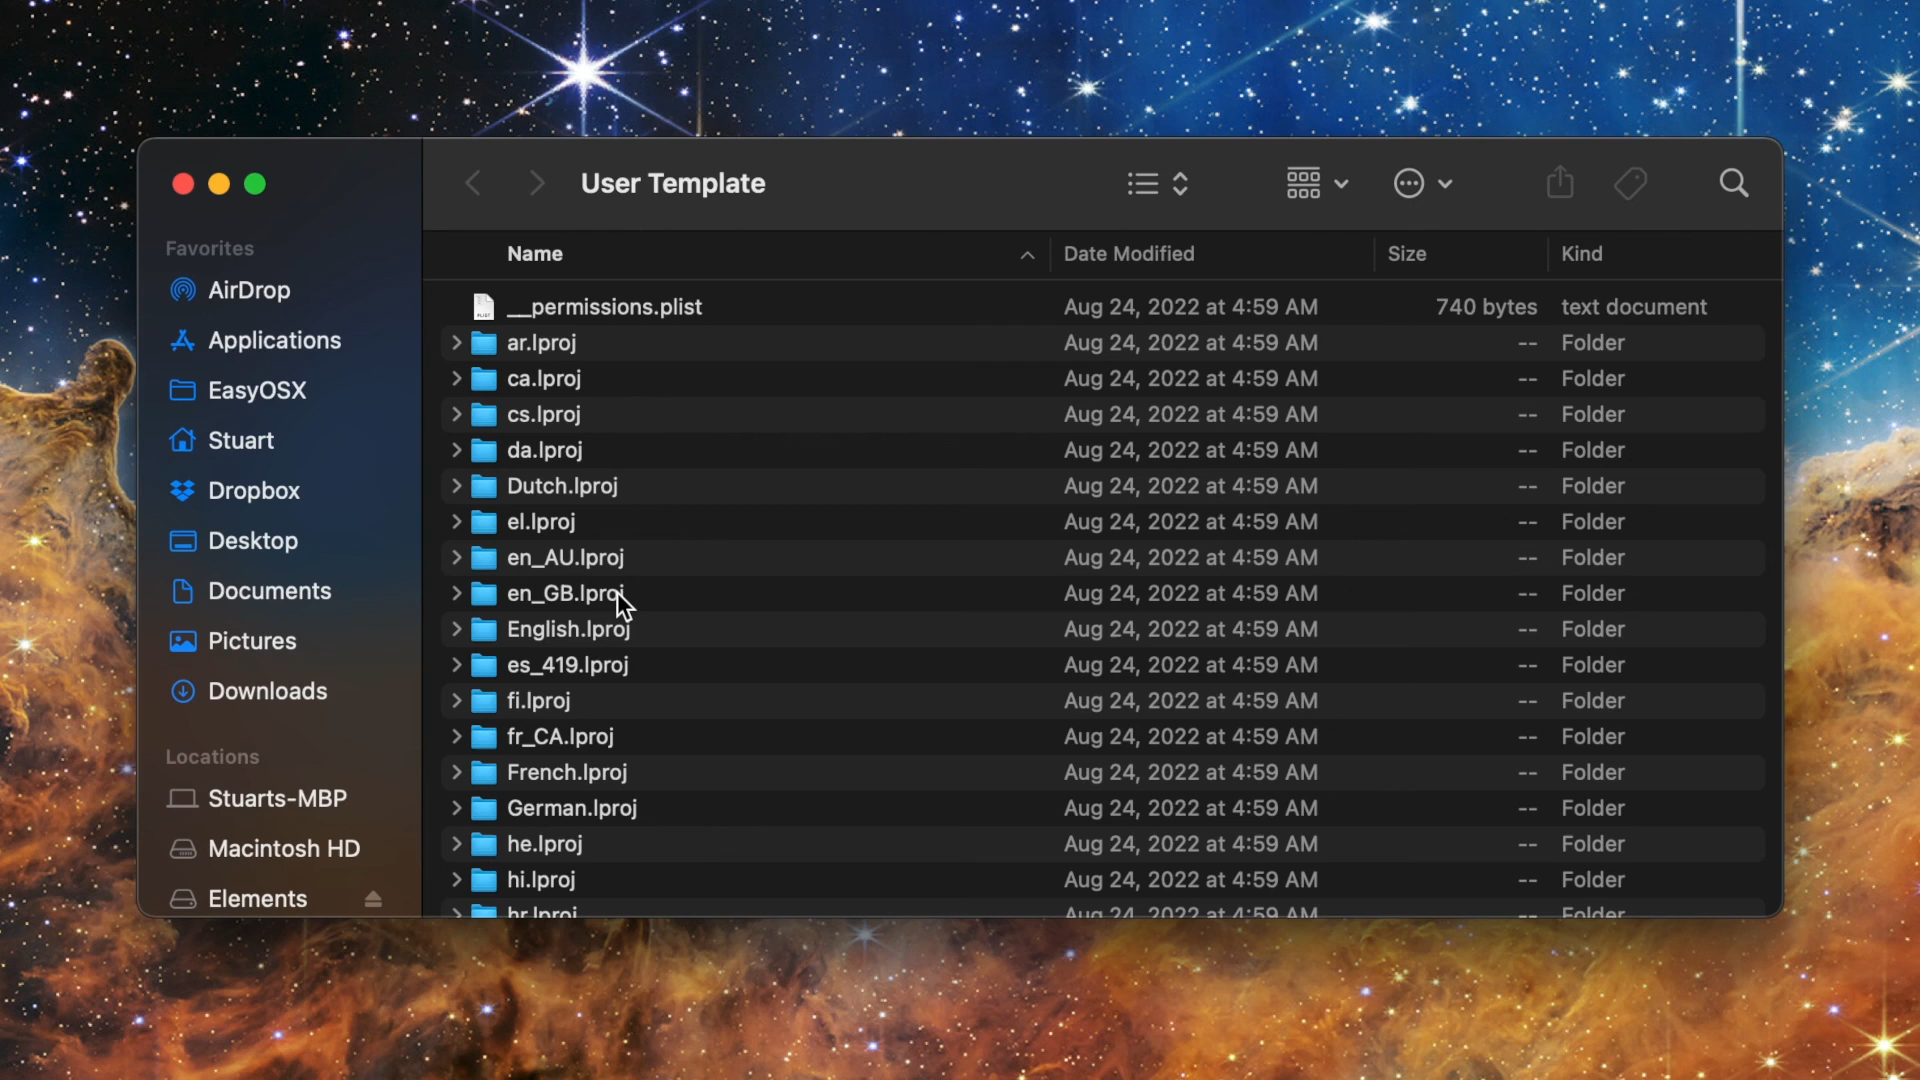 User Template
Favorites
AirDrop
Applications
EasyOSX
Stuart
Dropbox
Desktop
Documents
Pictures
Downloads
Locations
Stuarts-MBP
Macintosh HD
Elements
Name Date Modified Size Kind
__permissions.plist Aug 24, 2022 at 4:59 AM 740 bytes text document
ar.lproj Aug 24, 2022 at 4:59 AM -- Folder
ca.lproj Aug 24, 2022 at 4:59 AM -- Folder
cs.lproj Aug 24, 2022 at 4:59 AM -- Folder
da.lproj Aug 24, 2022 at 4:59 AM -- Folder
Dutch.lproj Aug 24, 2022 at 4:59 AM -- Folder
el.lproj Aug 24, 2022 at 4:59 AM -- Folder
en_AU.lproj Aug 24, 2022 at 4:59 AM -- Folder
en_GB.lproj Aug 24, 2022 at 4:59 AM -- Folder
English.lproj Aug 24, 2022 at 4:59 AM -- Folder
es_419.lproj Aug 24, 2022 at 4:59 AM -- Folder
fi.lproj Aug 24, 2022 at 4:59 AM -- Folder
fr_CA.lproj Aug 24, 2022 at 4:59 AM -- Folder
French.lproj Aug 24, 2022 at 4:59 AM -- Folder
German.lproj Aug 24, 2022 at 4:59 AM -- Folder
he.lproj Aug 24, 2022 at 4:59 AM -- Folder
hi.lproj Aug 24, 2022 at 4:59 AM -- Folder
hr.lproj Aug 24, 2022 at 4:59 AM -- Folder